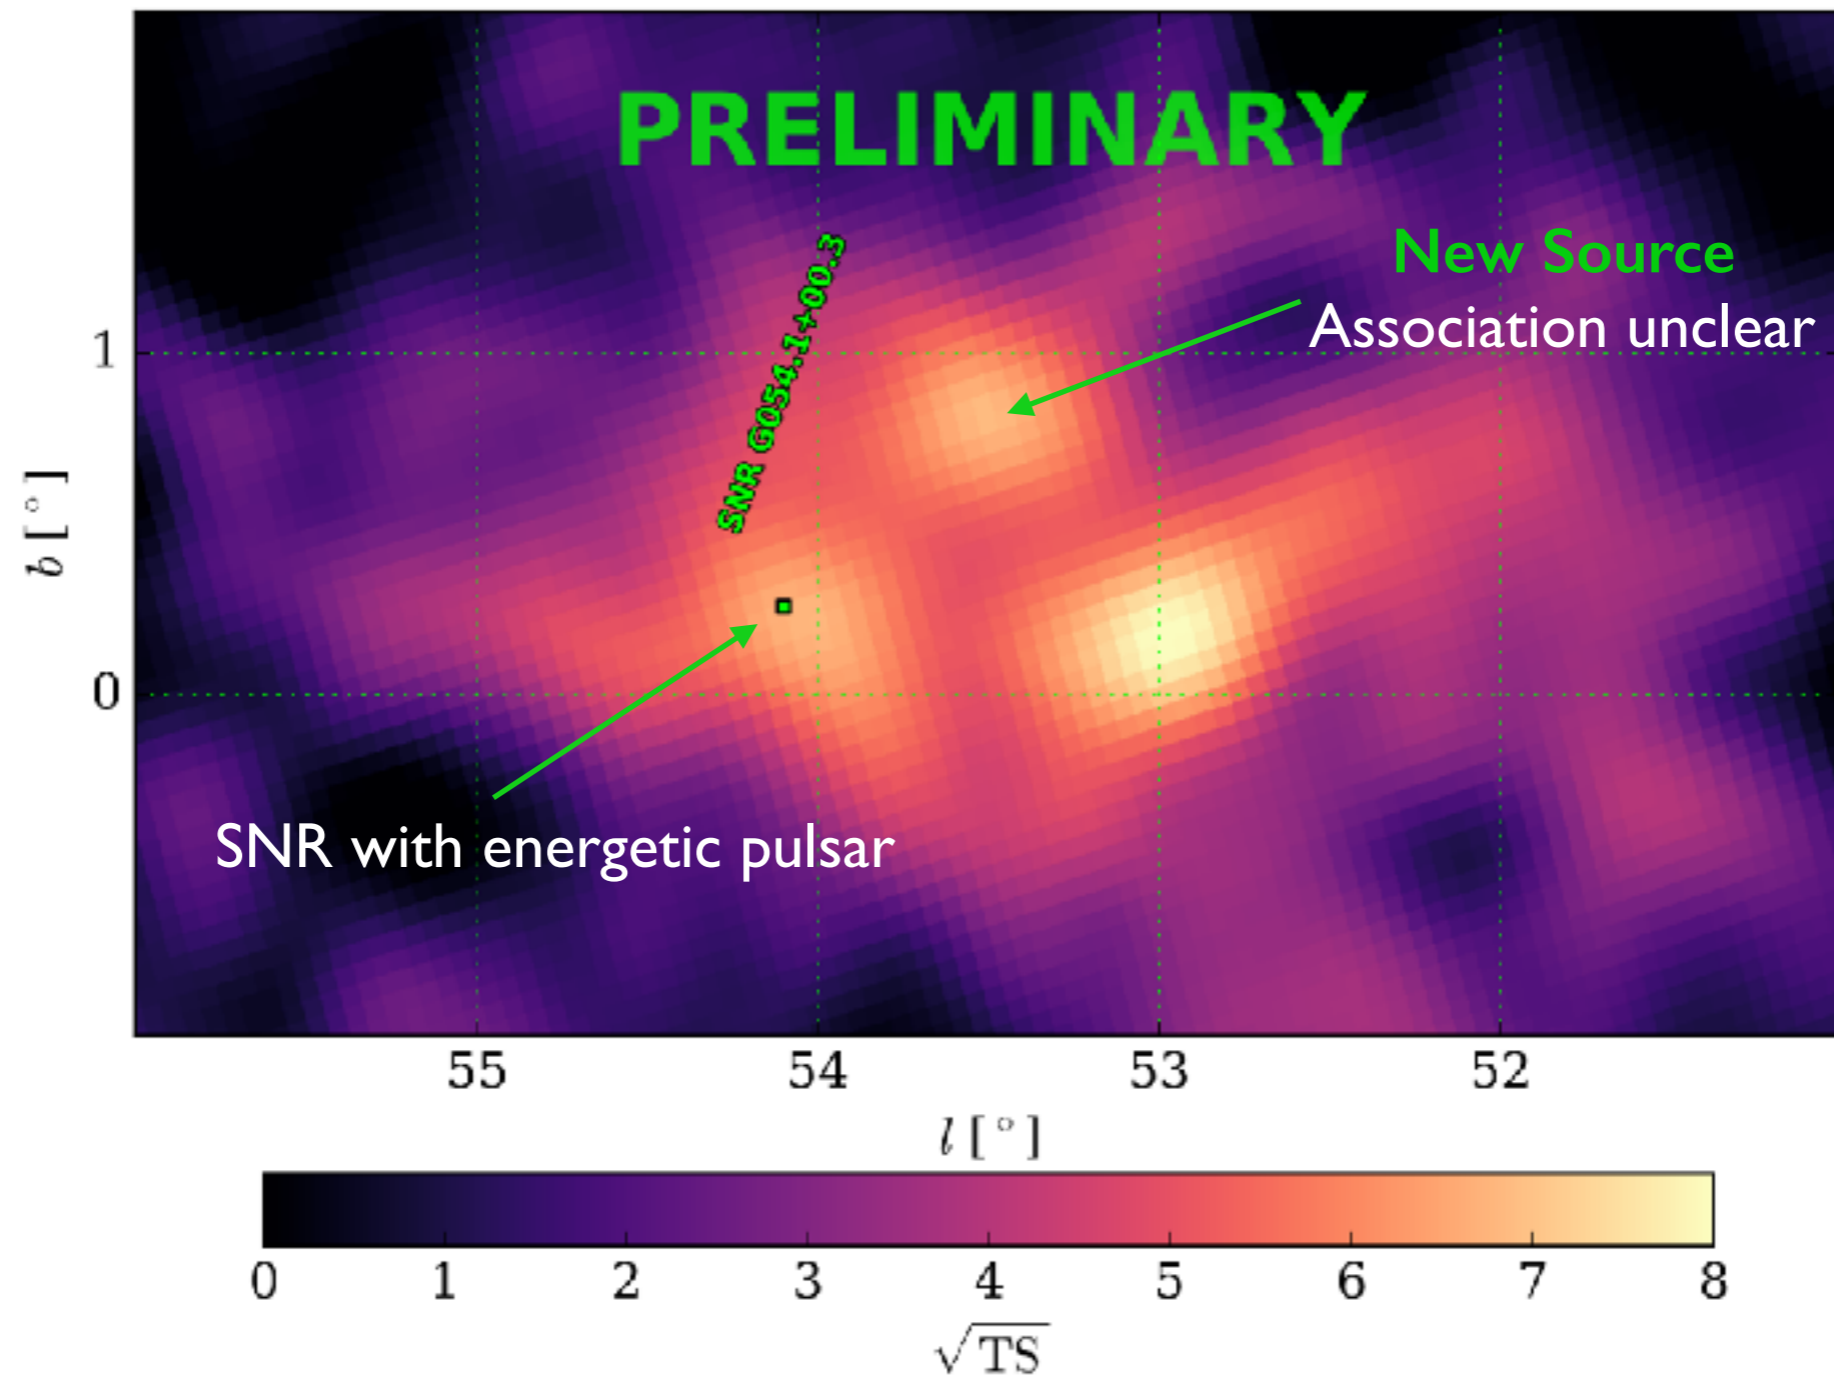 PRELIMINARY
New Source
Association unclear
SNR G054.1+00.3
SNR with energetic pulsar
b [°]
1
0
55 54 53 52
l [°]
0 1 2 3 4 5 6 7 8
√TS